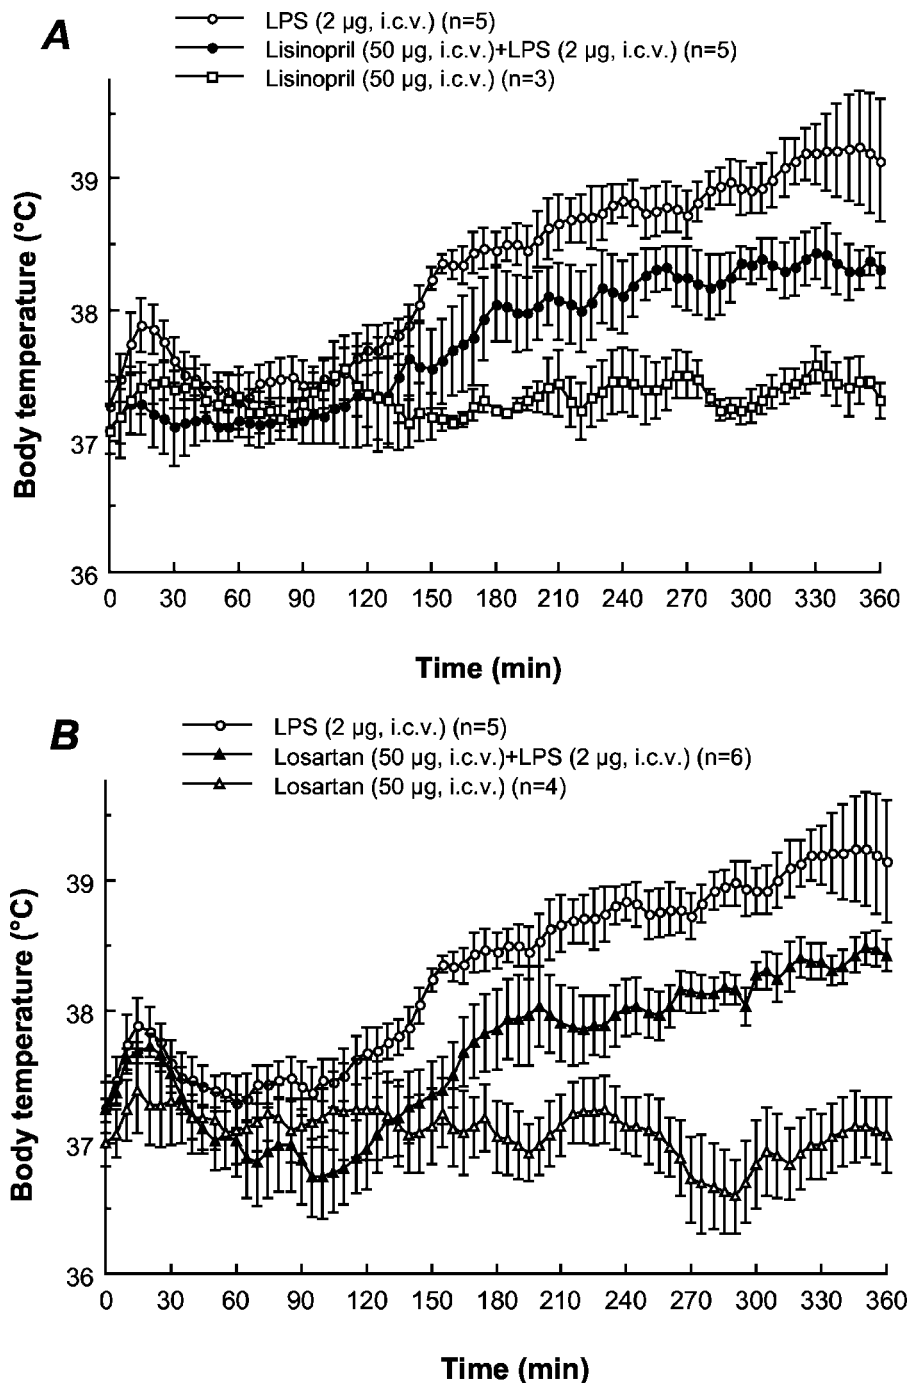 A
LPS (2 µg, i.c.v.) (n=5)
Lisinopril (50 µg, i.c.v.)+LPS (2 µg, i.c.v.) (n=5)
Lisinopril (50 µg, i.c.v.) (n=3)
Body temperature (°C)
39
38
37
36
0 30 60 90 120 150 180 210 240 270 300 330 360
Time (min)
B
LPS (2 µg, i.c.v.) (n=5)
Losartan (50 µg, i.c.v.)+LPS (2 µg, i.c.v.) (n=6)
Losartan (50 µg, i.c.v.) (n=4)
Body temperature (°C)
39
38
37
36
0 30 60 90 120 150 180 210 240 270 300 330 360
Time (min)